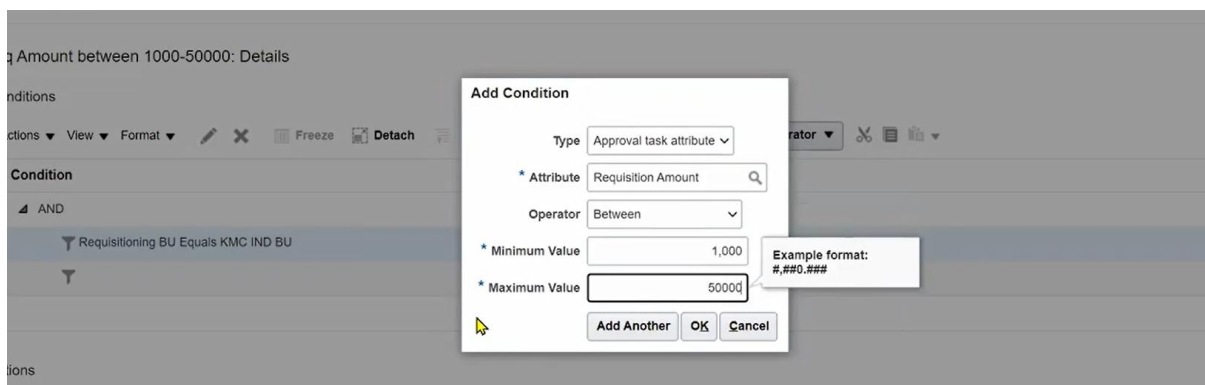 q Amount between 1000-50000: Details
nditions
ctions View Format Freeze Detach rator
Condition
AND
Requisitioning BU Equals KMC IND BU
Add Condition
Type Approval task attribute
* Attribute Requisition Amount
Operator Between
* Minimum Value 1,000
* Maximum Value 50000
Example format:
#,##0.###
Add Another OK Cancel
tions